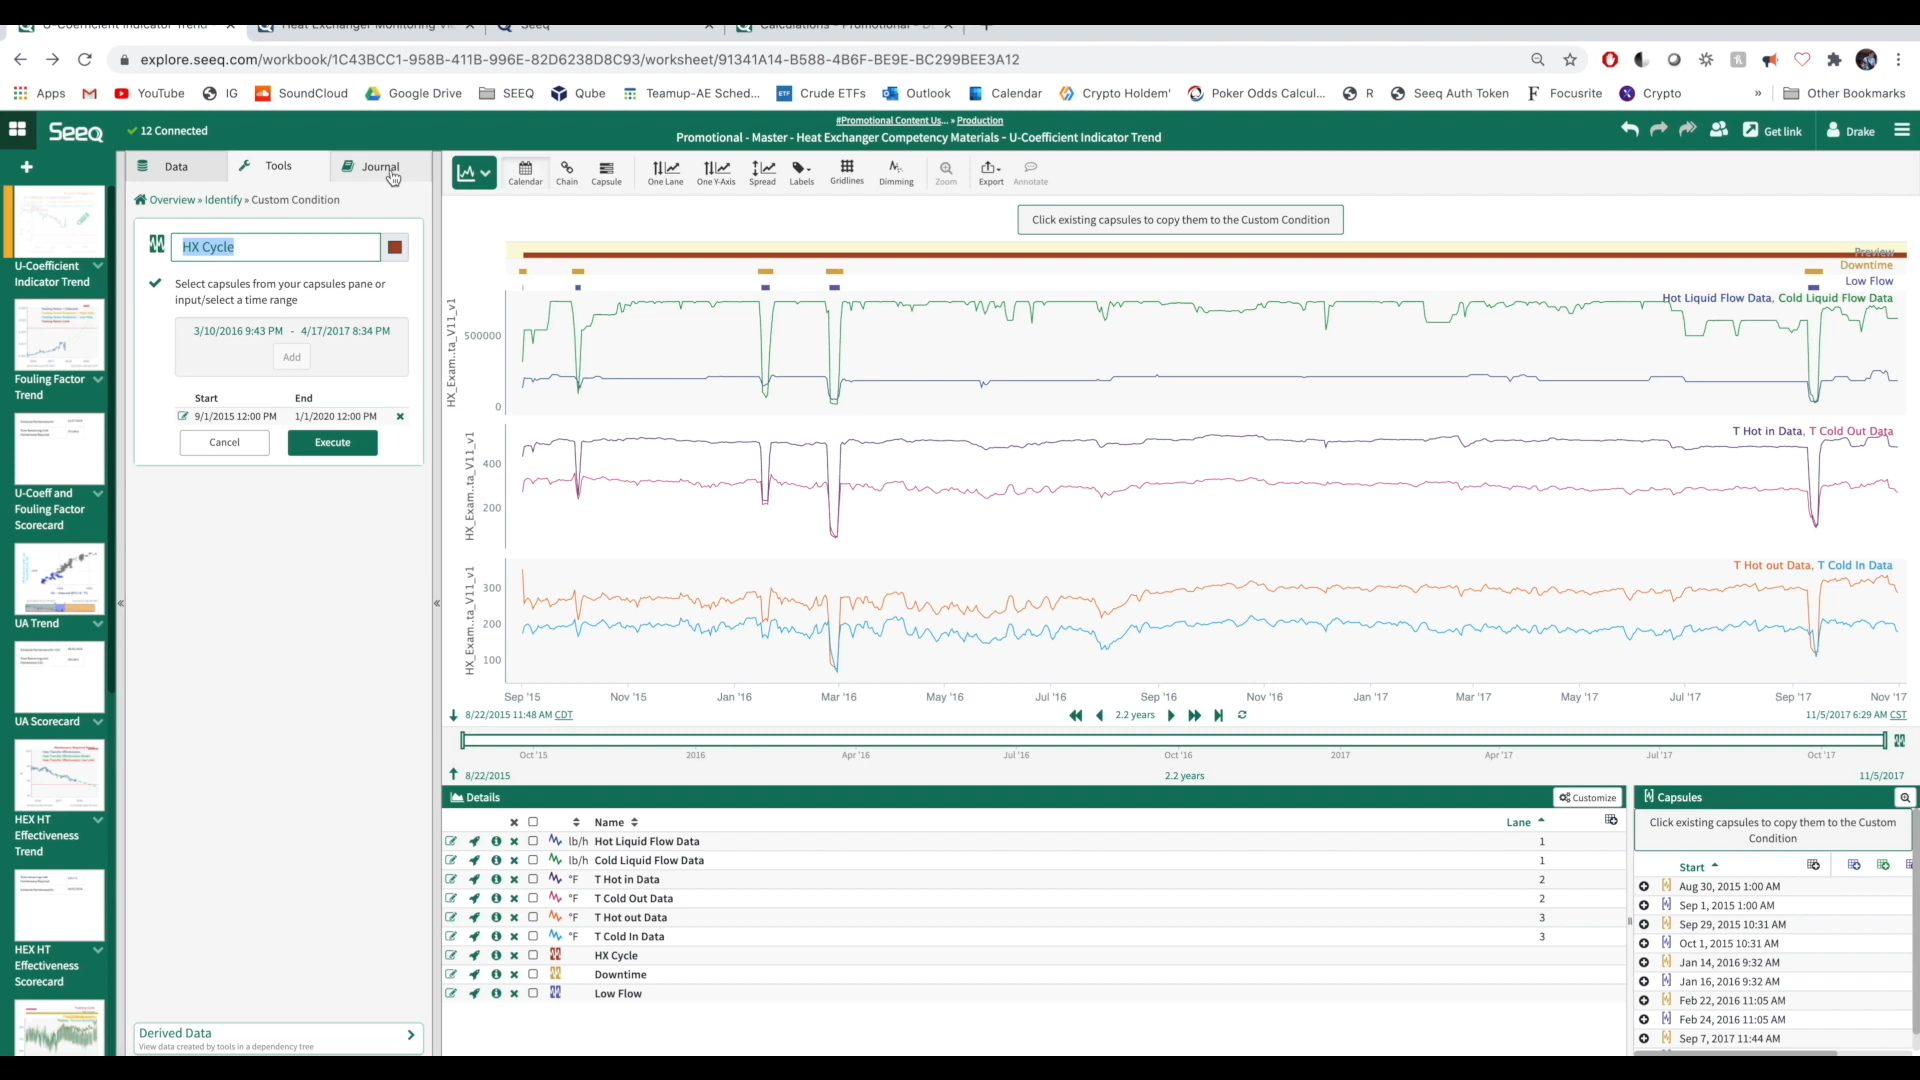 U-Coefficient Indicator Trend
Heat Exchanger Monitoring
Seeq
Calculations - Promotional
explore.seeq.com/workbook/1C43BCC1-958B-411B-996E-82D6238D8C93/worksheet/91341A14-B588-4B6F-BE9E-BC299BEE3A12
Apps YouTube IG SoundCloud Google Drive SEEQ Qube Teamup-AE Sched... Crude ETFs Outlook Calendar Crypto Holdem' Poker Odds Calcul... R Seeq Auth Token Focusrite Crypto » Other Bookmarks
Seeq 12 Connected
#Promotional Content Us... » Production
Promotional - Master - Heat Exchanger Competency Materials - U-Coefficient Indicator Trend
Get link Drake
Data Tools Journal
Calendar Chain Capsule One Lane One Y-Axis Spread Labels Gridlines Dimming Zoom Export Annotate
Overview » Identify » Custom Condition
HX Cycle
Select capsules from your capsules pane or
input/select a time range
3/10/2016 9:43 PM - 4/17/2017 8:34 PM
Add
Start End
9/1/2015 12:00 PM 1/1/2020 12:00 PM
Cancel Execute
Derived Data
View data created by tools in a dependency tree
U-Coefficient
Indicator Trend
Fouling Factor
Trend
U-Coeff and
Fouling Factor
Scorecard
UA Trend
UA Scorecard
HEX HT
Effectiveness
Trend
HEX HT
Effectiveness
Scorecard
Click existing capsules to copy them to the Custom Condition
Preview
Downtime
Low Flow
Hot Liquid Flow Data, Cold Liquid Flow Data
HX_Exam..ta_V11_v1
500000
0
T Hot in Data, T Cold Out Data
HX_Exam..ta_V11_v1
400
200
T Hot out Data, T Cold In Data
HX_Exam..ta_V11_v1
300
200
100
Sep '15 Nov '15 Jan '16 Mar '16 May '16 Jul '16 Sep '16 Nov '16 Jan '17 Mar '17 May '17 Jul '17 Sep '17 Nov '17
8/22/2015 11:48 AM CDT 2.2 years 11/5/2017 6:29 AM CST
Oct '15 2016 Apr '16 Jul '16 Oct '16 2017 Apr '17 Jul '17 Oct '17
8/22/2015 2.2 years 11/5/2017
Details Customize
Name Lane
lb/h Hot Liquid Flow Data 1
lb/h Cold Liquid Flow Data 1
°F T Hot in Data 2
°F T Cold Out Data 2
°F T Hot out Data 3
°F T Cold In Data 3
HX Cycle
Downtime
Low Flow
Capsules
Click existing capsules to copy them to the Custom
Condition
Start
Aug 30, 2015 1:00 AM
Sep 1, 2015 1:00 AM
Sep 29, 2015 10:31 AM
Oct 1, 2015 10:31 AM
Jan 14, 2016 9:32 AM
Jan 16, 2016 9:32 AM
Feb 22, 2016 11:05 AM
Feb 24, 2016 11:05 AM
Sep 7, 2017 11:44 AM